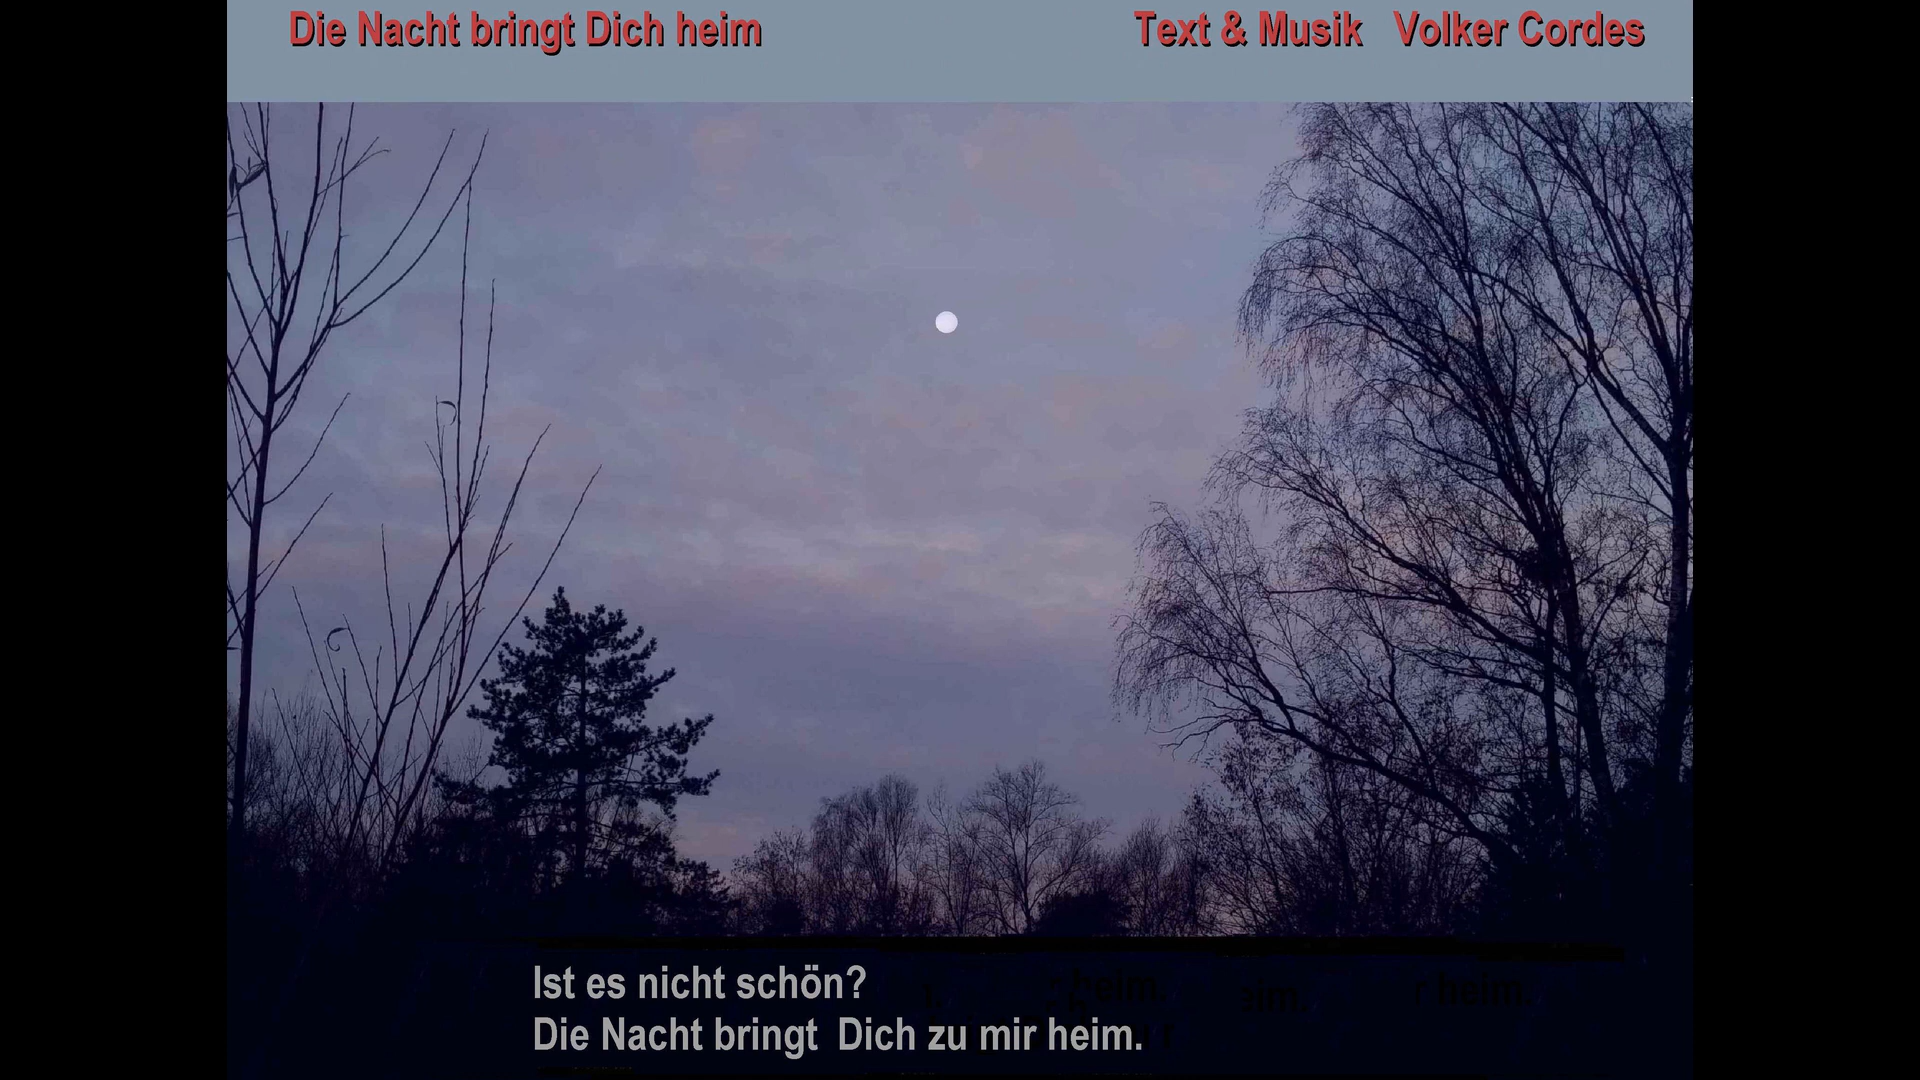 Die Nacht bringt Dich heim
Text & Musik Volker Cordes
Ist es nicht schön?
Die Nacht bringt Dich zu mir heim.